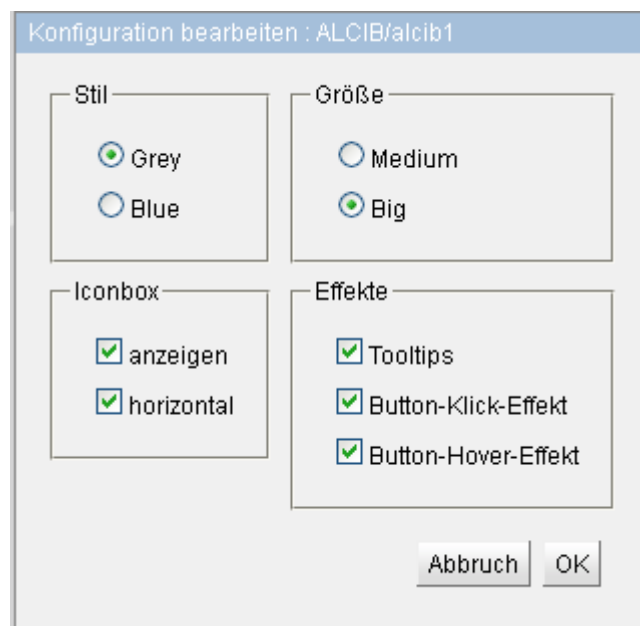 Konfiguration bearbeiten : ALCIB/alcib1
Stil
Grey
Blue
Größe
Medium
Big
Iconbox
anzeigen
horizontal
Effekte
Tooltips
Button-Klick-Effekt
Button-Hover-Effekt
Abbruch
OK